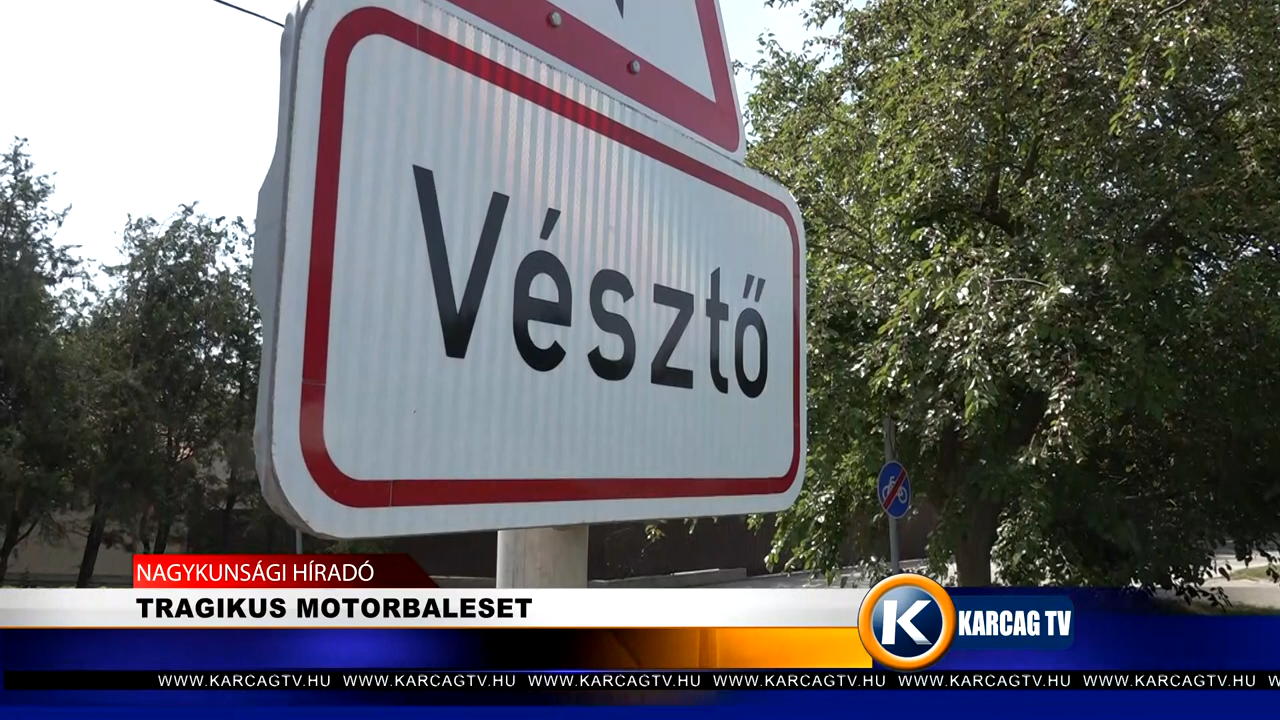 Vésztő
NAGYKUNSÁGI HÍRADÓ
TRAGIKUS MOTORBALESET
K KARCAG TV
WWW.KARCAGTV.HU WWW.KARCAGTV.HU WWW.KARCAGTV.HU WWW.KARCAGTV.HU WWW.KARCAGTV.HU WWW.KARCAGTV.HU W